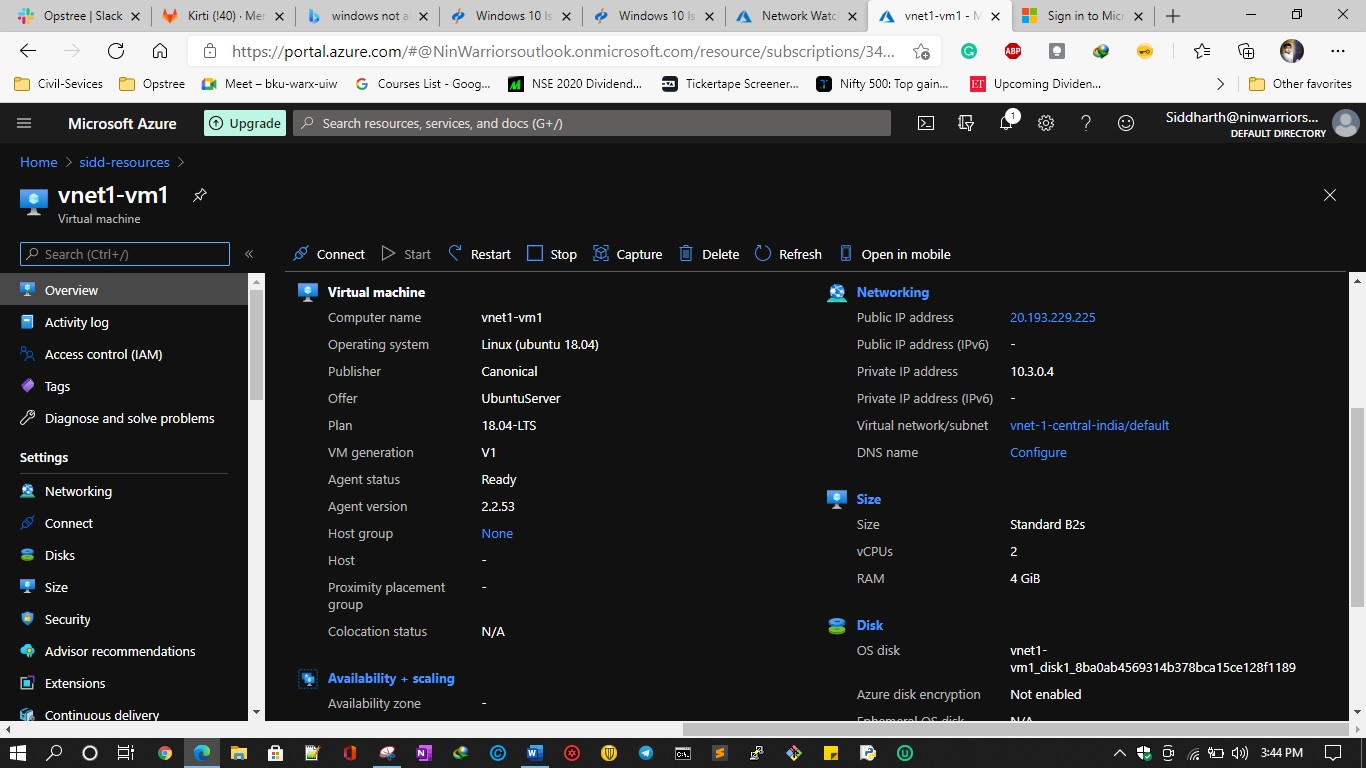 Opstree | Slack
Kirti (!40) · Mer
windows not a
Windows 10 Is
Windows 10 Is
Network Watc
vnet1-vm1 - M
Sign in to Micr
https://portal.azure.com/#@NinWarriorsoutlook.onmicrosoft.com/resource/subscriptions/34...
Civil-Sevices
Opstree
Meet – bku-warx-uiw
Courses List - Goog...
NSE 2020 Dividend...
Tickertape Screener...
Nifty 500: Top gain...
Upcoming Dividen...
Other favorites
Microsoft Azure
Upgrade
Search resources, services, and docs (G+/)
1
Siddharth@ninwarriors...
DEFAULT DIRECTORY
Home > sidd-resources >
vnet1-vm1
Virtual machine
Search (Ctrl+/)
Connect
Start
Restart
Stop
Capture
Delete
Refresh
Open in mobile
Overview
Activity log
Access control (IAM)
Tags
Diagnose and solve problems
Settings
Networking
Connect
Disks
Size
Security
Advisor recommendations
Extensions
Continuous delivery
Virtual machine
Computer name vnet1-vm1
Operating system Linux (ubuntu 18.04)
Publisher Canonical
Offer UbuntuServer
Plan 18.04-LTS
VM generation V1
Agent status Ready
Agent version 2.2.53
Host group None
Host -
Proximity placement -
group
Colocation status N/A
Availability + scaling
Availability zone -
Networking
Public IP address 20.193.229.225
Public IP address (IPv6) -
Private IP address 10.3.0.4
Private IP address (IPv6) -
Virtual network/subnet vnet-1-central-india/default
DNS name Configure
Size
Size Standard B2s
vCPUs 2
RAM 4 GiB
Disk
OS disk vnet1-
vm1_disk1_8ba0ab4569314b378bca15ce128f1189
Azure disk encryption Not enabled
Ephemeral OS disk N/A
3:44 PM